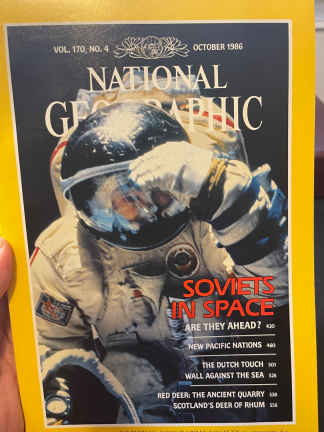 VOL. 170, NO. 4 OCTOBER 1986
NATIONAL
GEOGRAPHIC
SOVIETS
IN SPACE
ARE THEY AHEAD? 420
NEW PACIFIC NATIONS 460
THE DUTCH TOUCH 501
WALL AGAINST THE SEA 526
RED DEER: THE ANCIENT QUARRY 538
SCOTLAND'S DEER OF RHUM 556